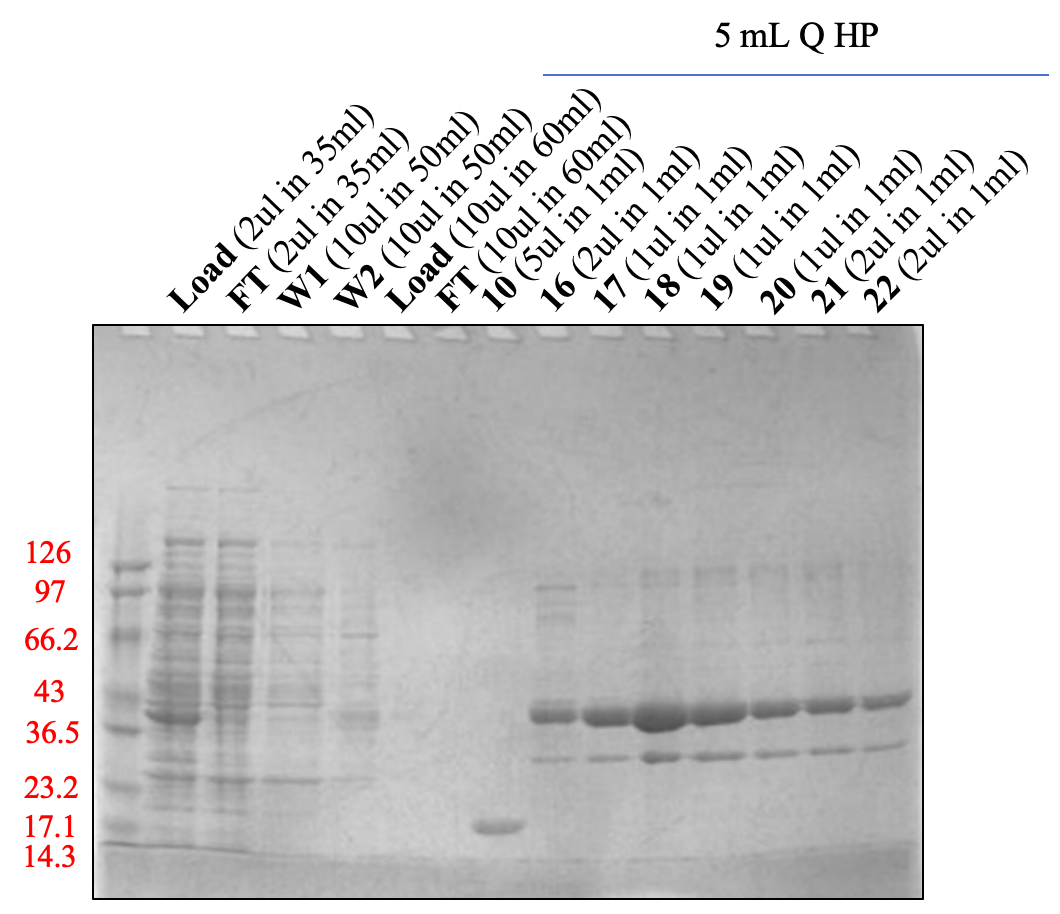 5 mL Q HP
Load (2ul in 35ml)
FT (2ul in 35ml)
W1 (10ul in 50ml)
W2 (10ul in 50ml)
Load (10ul in 60ml)
FT (10ul in 60ml)
10 (5ul in 1ml)
16 (2ul in 1ml)
17 (1ul in 1ml)
18 (1ul in 1ml)
19 (1ul in 1ml)
20 (1ul in 1ml)
21 (2ul in 1ml)
22 (2ul in 1ml)
126
97
66.2
43
36.5
23.2
17.1
14.3